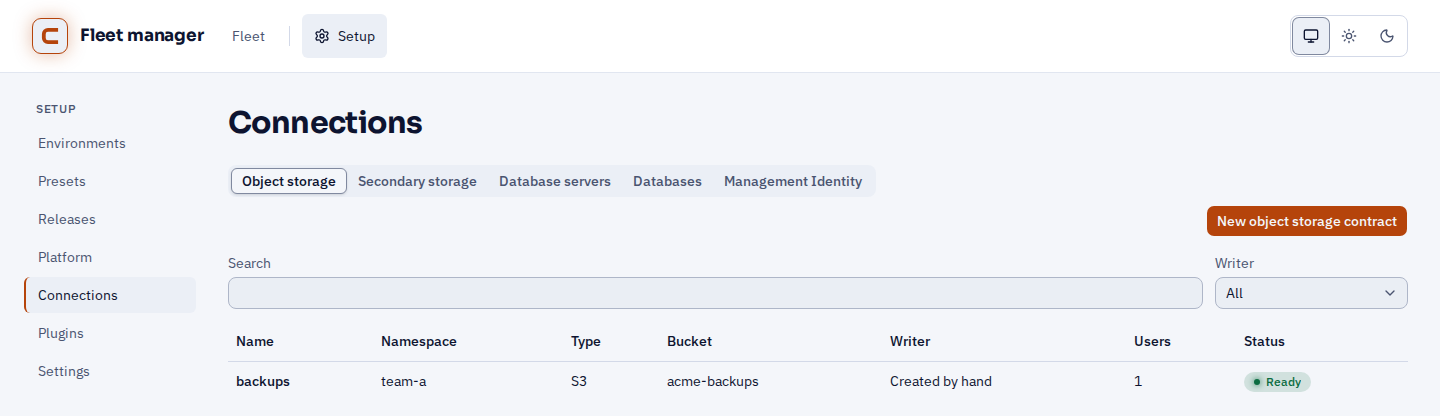 Fleet manager Fleet Setup
SETUP
Environments
Presets
Releases
Platform
Connections
Plugins
Settings
Connections
Object storage Secondary storage Database servers Databases Management Identity
New object storage contract
Search Writer
All
Name Namespace Type Bucket Writer Users Status
backups team-a S3 acme-backups Created by hand 1 Ready